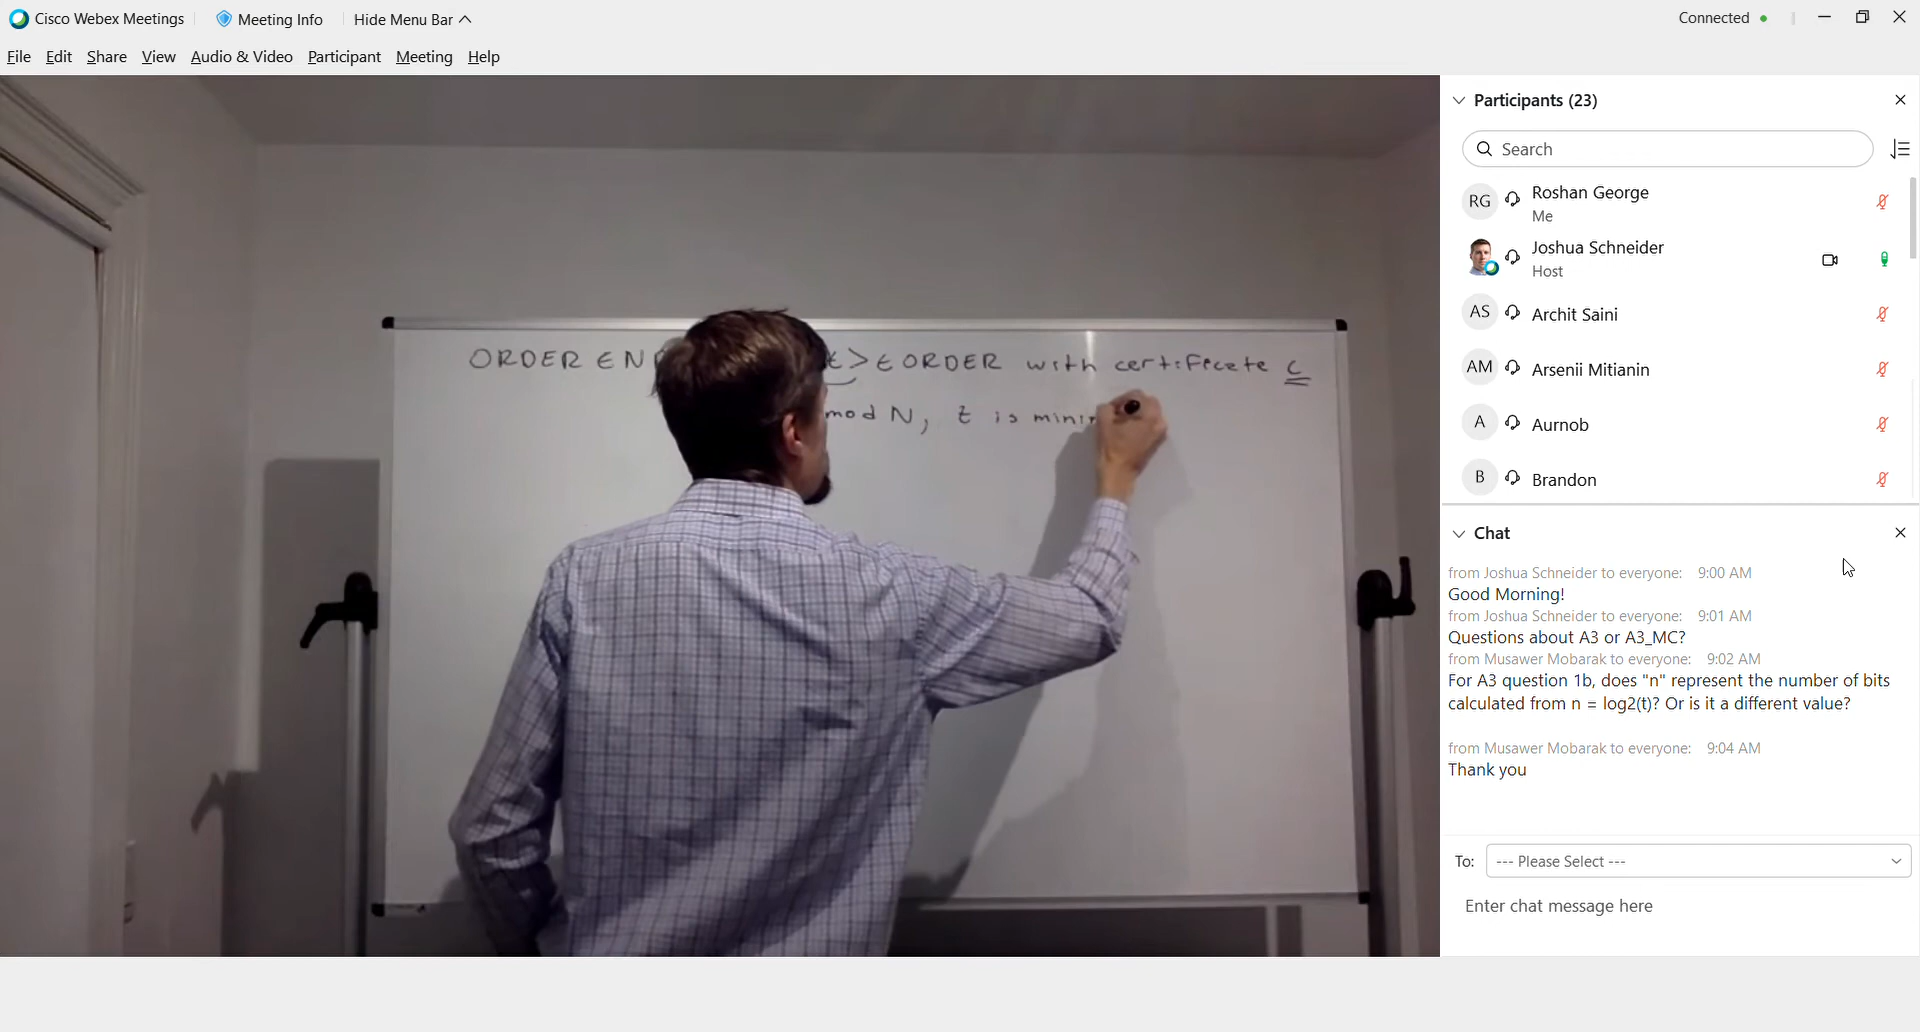 Cisco Webex Meetings Meeting Info Hide Menu Bar Connected
File Edit Share View Audio & Video Participant Meeting Help
ORDER ∈ N t > ∈ ORDER with certificate c
mod N, t is minim
Participants (23)
Search
RG Roshan George
Me
Joshua Schneider
Host
AS Archit Saini
AM Arsenii Mitianin
A Aurnob
B Brandon
Chat
from Joshua Schneider to everyone: 9:00 AM
Good Morning!
from Joshua Schneider to everyone: 9:01 AM
Questions about A3 or A3_MC?
from Musawer Mobarak to everyone: 9:02 AM
For A3 question 1b, does "n" represent the number of bits
calculated from n = log2(t)? Or is it a different value?
from Musawer Mobarak to everyone: 9:04 AM
Thank you
To: --- Please Select ---
Enter chat message here